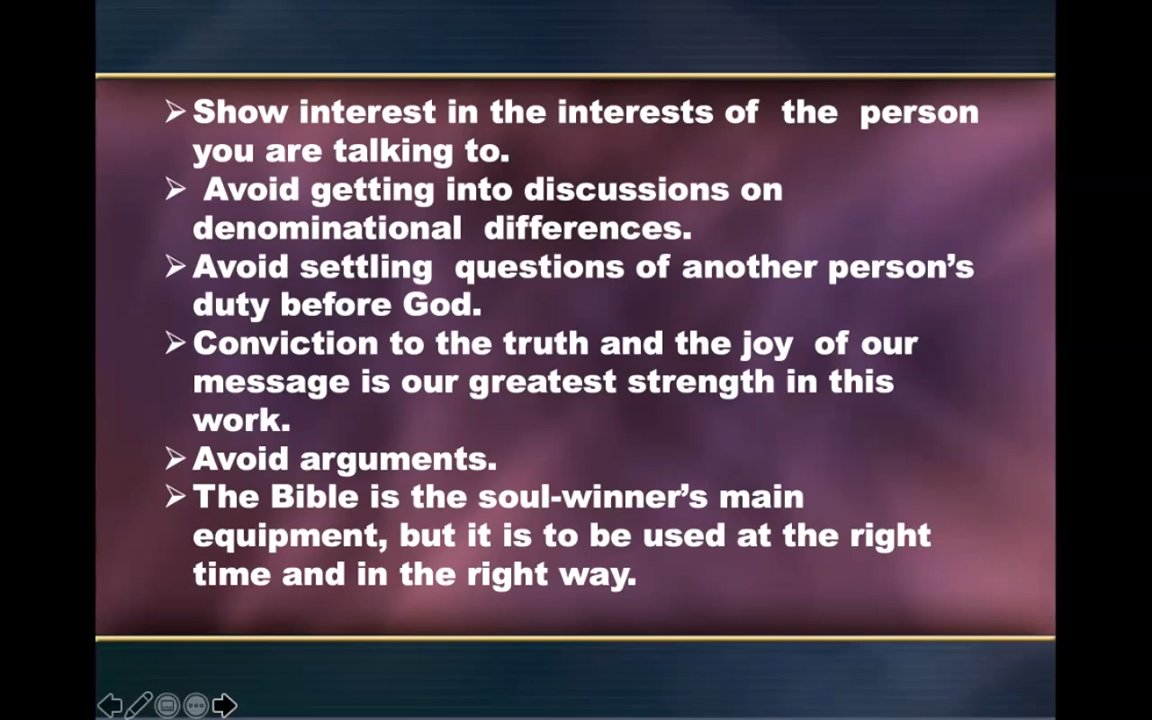 ➢Show interest in the interests of  the  person
you are talking to.
➢ Avoid getting into discussions on
denominational  differences.
➢Avoid settling  questions of another person’s
duty before God.
➢Conviction to the truth and the joy  of our
message is our greatest strength in this
work.
➢Avoid arguments.
➢The Bible is the soul-winner’s main
equipment, but it is to be used at the right
time and in the right way.